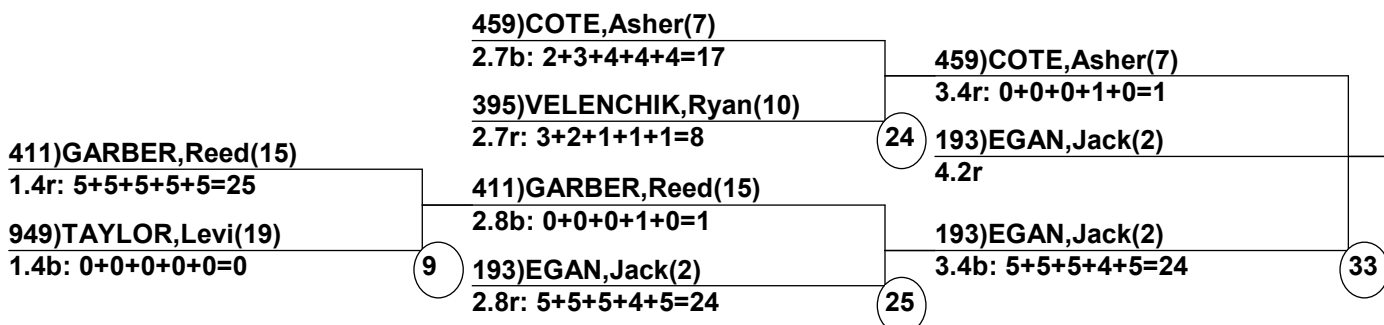 411)GARBER,Reed(15)
1.4r: 5+5+5+5+5=25
949)TAYLOR,Levi(19)
1.4b: 0+0+0+0+0=0
9
459)COTE,Asher(7)
2.7b: 2+3+4+4+4=17
395)VELENCHIK,Ryan(10)
2.7r: 3+2+1+1+1=8
24
411)GARBER,Reed(15)
2.8b: 0+0+0+1+0=1
193)EGAN,Jack(2)
2.8r: 5+5+5+4+5=24
25
459)COTE,Asher(7)
3.4r: 0+0+0+1+0=1
193)EGAN,Jack(2)
4.2r
193)EGAN,Jack(2)
3.4b: 5+5+5+4+5=24
33